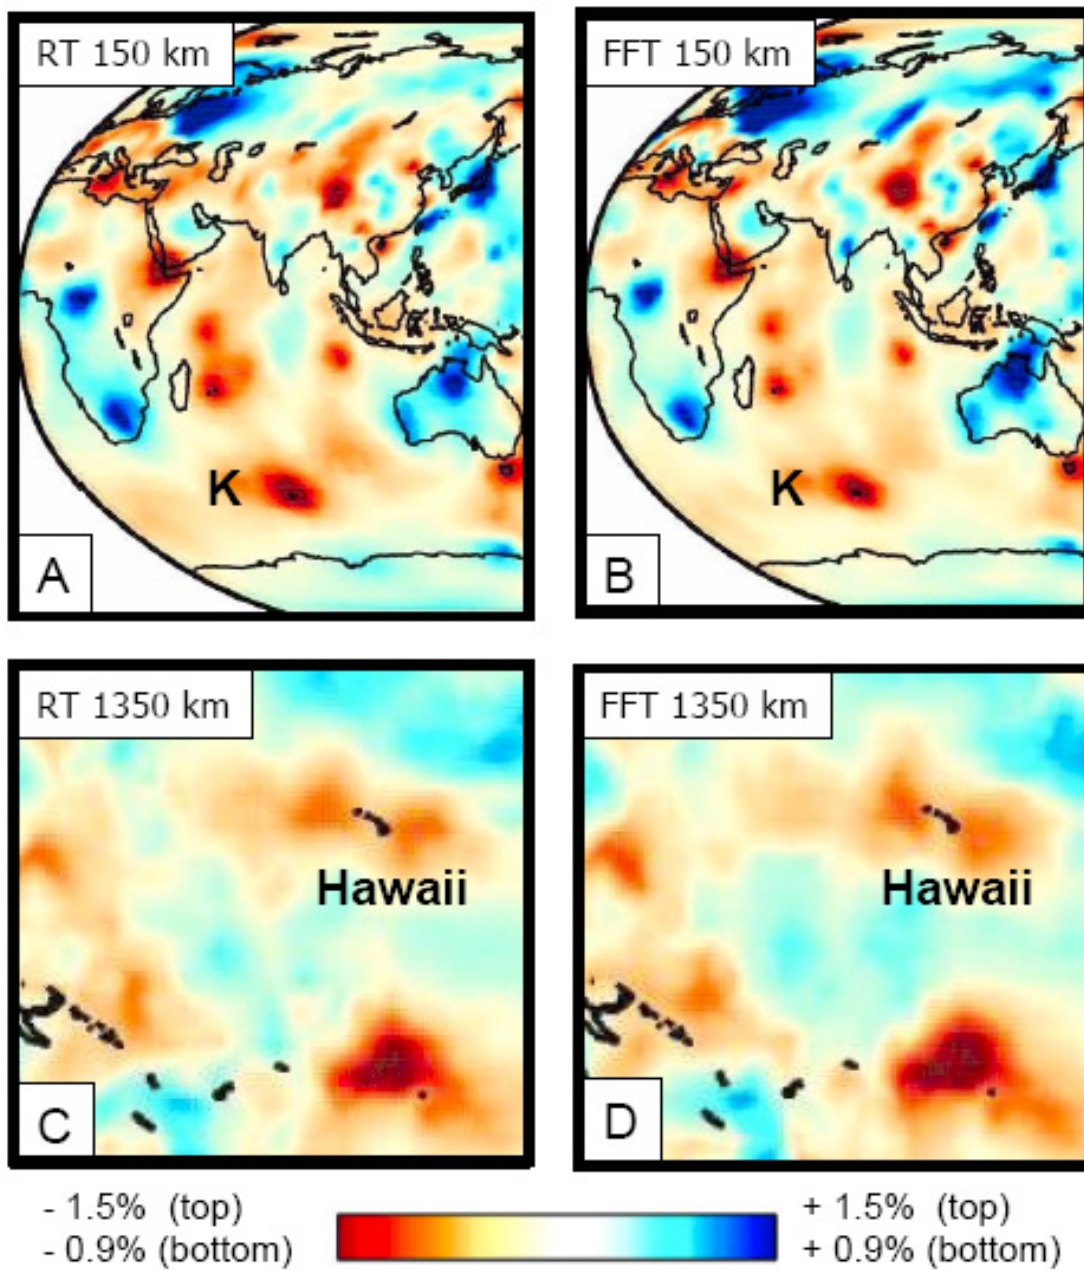 RT 150 km
FFT 150 km
K
K
A
B
RT 1350 km
FFT 1350 km
Hawaii
Hawaii
C
D
- 1.5% (top)
+ 1.5% (top)
- 0.9% (bottom)
+ 0.9% (bottom)